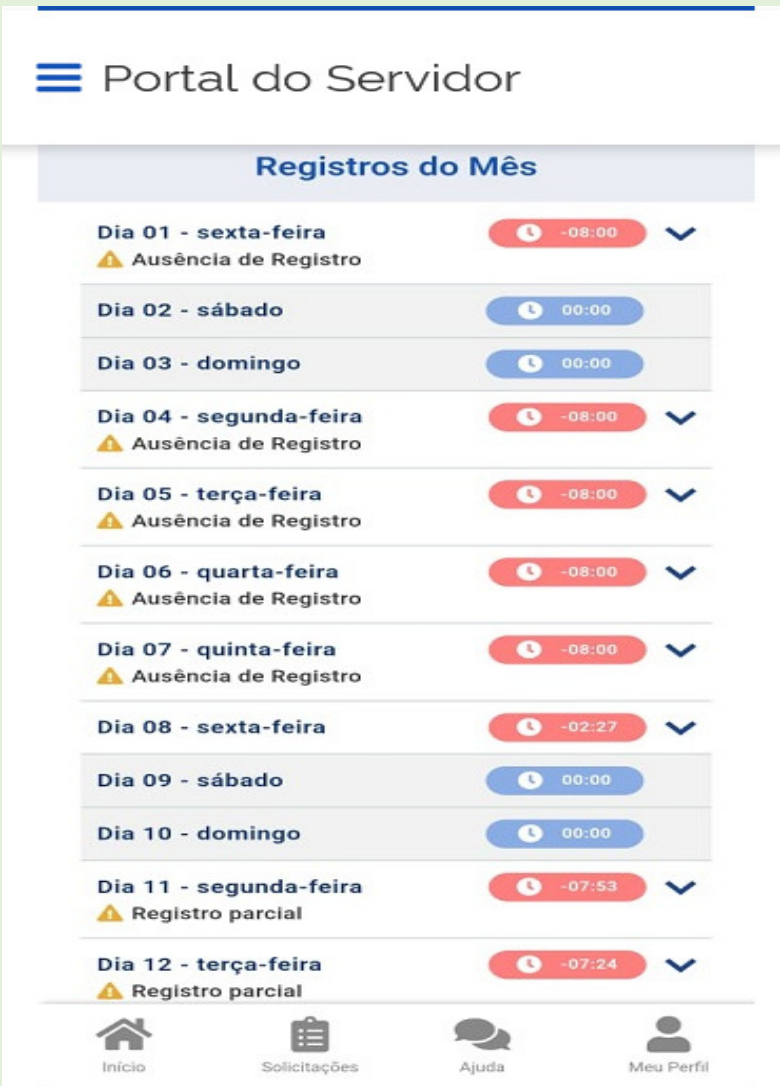 Portal do Servidor
Registros do Mês
Dia 01 - sexta-feira -08:00
Ausência de Registro
Dia 02 - sábado 00:00
Dia 03 - domingo 00:00
Dia 04 - segunda-feira -08:00
Ausência de Registro
Dia 05 - terça-feira -08:00
Ausência de Registro
Dia 06 - quarta-feira -08:00
Ausência de Registro
Dia 07 - quinta-feira -08:00
Ausência de Registro
Dia 08 - sexta-feira -02:27
Dia 09 - sábado 00:00
Dia 10 - domingo 00:00
Dia 11 - segunda-feira -07:53
Registro parcial
Dia 12 - terça-feira -07:24
Registro parcial
Início Solicitações Ajuda Meu Perfil